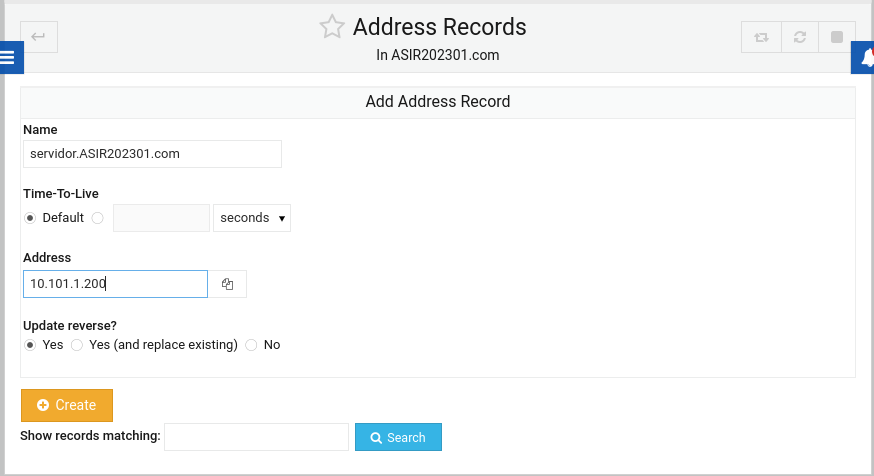 Address Records
In ASIR202301.com
Add Address Record
Name
servidor.ASIR202301.com
Time-To-Live
Default seconds
Address
10.101.1.200
Update reverse?
Yes Yes (and replace existing) No
Create
Show records matching: Search